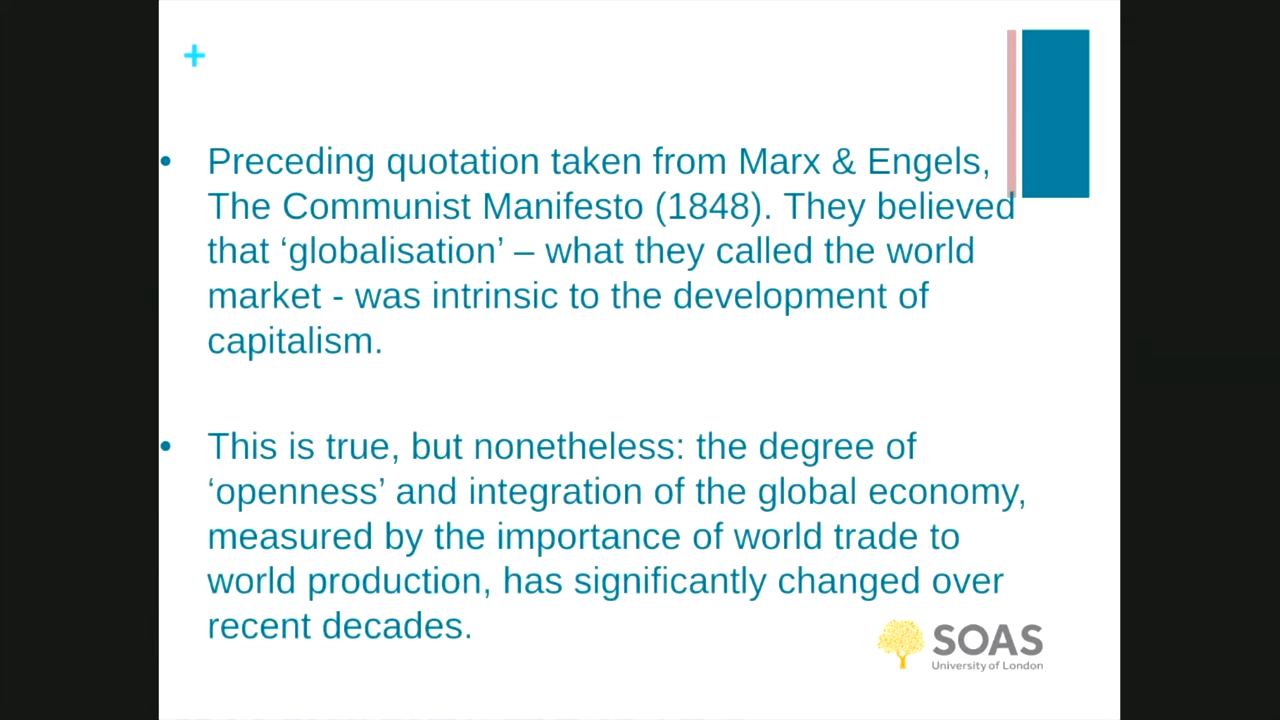 +
• Preceding quotation taken from Marx & Engels,
The Communist Manifesto (1848). They believed
that ‘globalisation’ – what they called the world
market - was intrinsic to the development of
capitalism.
• This is true, but nonetheless: the degree of
‘openness’ and integration of the global economy,
measured by the importance of world trade to
world production, has significantly changed over
recent decades.
SOAS
University of London